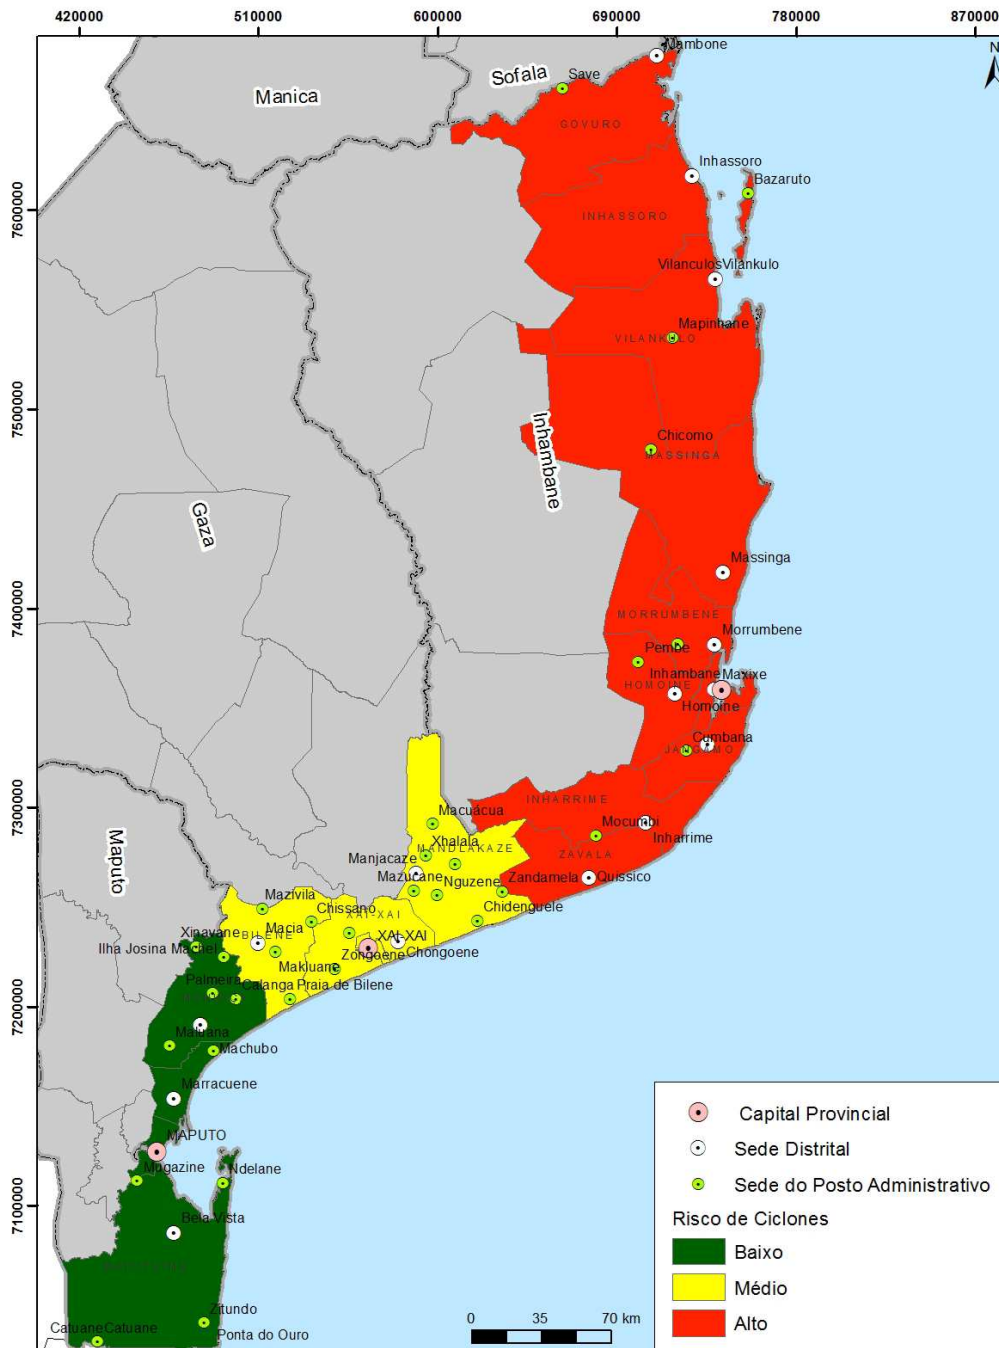 420000 510000 600000 690000 780000 870000
N
Mambone
Sofala
Save
Manica
GOVURO
Inhassoro
Bazaruto
7600000
INHASSORO
VilanculosVilankulo
Mapinhane
VILANKULO
7500000
Inhambane
Chicomo
MASSINGA
Gaza
Massinga
7400000
MORRUMBENE
Morrumbene
Pembe
Inhambane
Maxixe
HOMOINE
Homoine
Cumbana
JANGAMO
7300000
INHARRIME
Macuácua
Mocumbi
Inharrime
Maputo
Xhalala
MANDLAKAZE
ZAVALA
Manjacaze
Zandamela
Quissico
Mazucane
Nguzene
Mazivila
Chissano
Chidenguele
XAI-XAI
Macia
BILENE
XAI-XAI
Xinavane
Ilha Josina Machel
Zongoene
Chongoene
Makluane
Palmeira
Calanga
Praia de Bilene
7200000
Maluana
Machubo
Marracuene
MAPUTO
Mugazine
Ndelane
7100000
Bela Vista
Zitundo
CatuaneCatuane
Ponta do Ouro
0 35 70 km
Capital Provincial
Sede Distrital
Sede do Posto Administrativo
Risco de Ciclones
Baixo
Médio
Alto